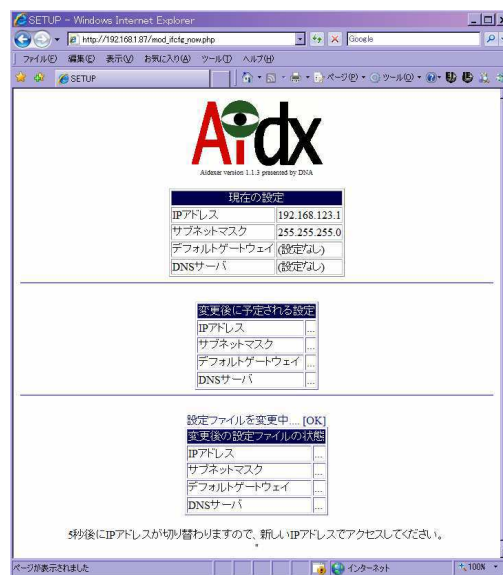 SETUP - Windows Internet Explorer
http://192.168.1.87/mod_ifcfg_now.php
Google
ファイル(F) 編集(E) 表示(V) お気に入り(A) ツール(T) ヘルプ(H)
SETUP
ページ(P) ツール(O)
Aidx
Aidexer version 1.1.3 presented by DNA
現在の設定
IPアドレス 192.168.123.1
サブネットマスク 255.255.255.0
デフォルトゲートウェイ (設定なし)
DNSサーバ (設定なし)
変更後に予定される設定
IPアドレス ...
サブネットマスク ...
デフォルトゲートウェイ ...
DNSサーバ ...
設定ファイルを変更中.... [OK]
変更後の設定ファイルの状態
IPアドレス ...
サブネットマスク ...
デフォルトゲートウェイ ...
DNSサーバ ...
5秒後にIPアドレスが切り替わりますので、新しいIPアドレスでアクセスしてください。
ページが表示されました
インターネット
100%